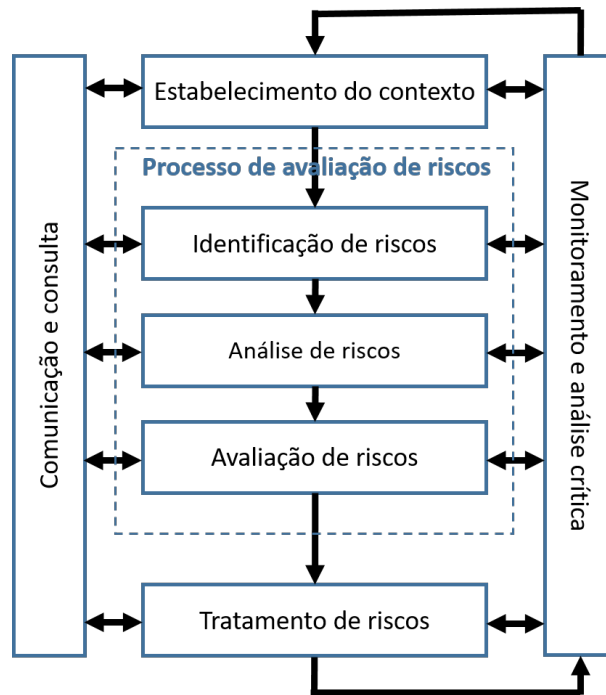 Estabelecimento do contexto
Processo de avaliação de riscos
Identificação de riscos
Análise de riscos
Avaliação de riscos
Tratamento de riscos
Comunicação e consulta
Monitoramento e análise crítica